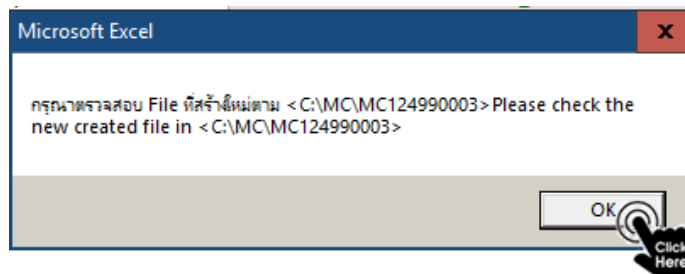 Microsoft Excel
กรุณาตรวจสอบ File ที่สร้างใหม่ตาม <C:\MC\MC124990003>Please check the
new created file in <C:\MC\MC124990003>
OK
Click
Here